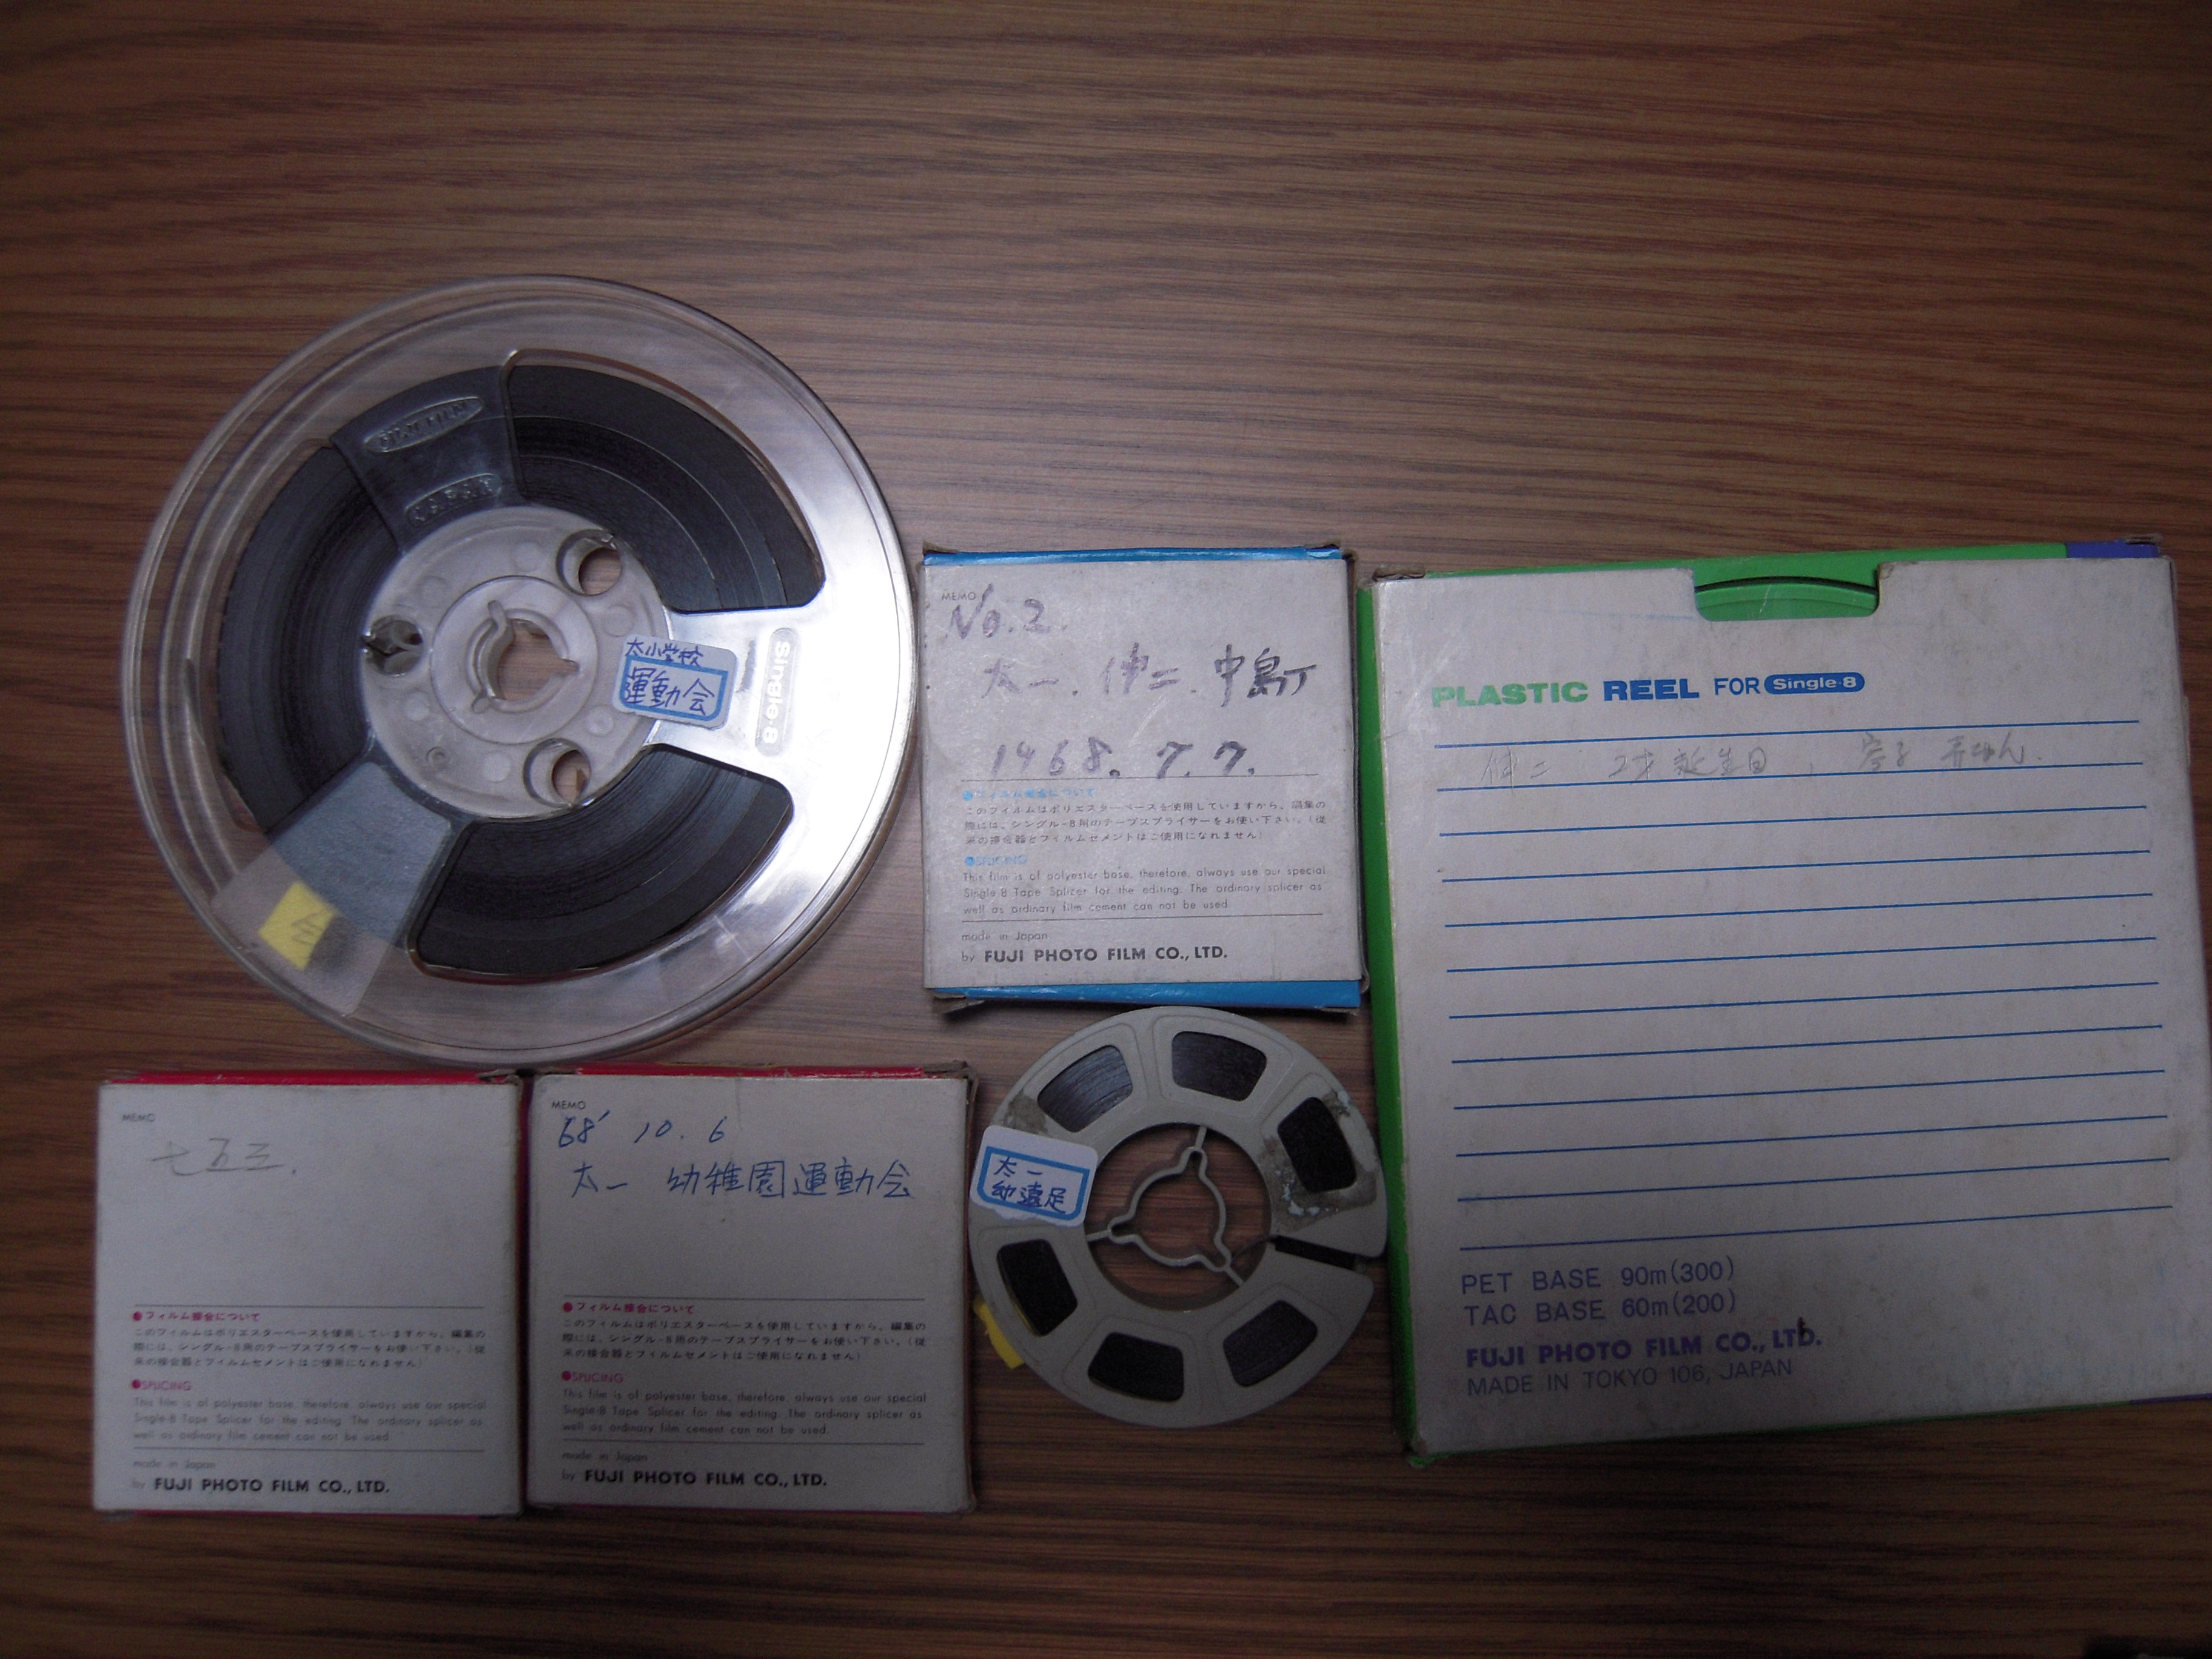 FUJI FILM
JAPAN
Single-8
太小学校
運動会
MEMO
No.2.
太一.伸二.中島丁
1968.7.7.
●フィルム接合について
このフィルムはポリエステーベースを使用していますから、編集の
際には、シングル-8用のテープスプライサーをお使い下さい。(従
来の接合器とフィルムセメントはご使用になれません)
●SPLICING
This film is of polyester base, therefore, always use our special
Single-8 Tape Splicer for the editing. The ordinary splicer as
well as ordinary film cement can not be used.
made in Japan
by FUJI PHOTO FILM CO., LTD.
PLASTIC REEL FOR Single-8
伸二 2才誕生日,
PET BASE 90m(300)
TAC BASE 60m(200)
FUJI PHOTO FILM CO., LTD.
MADE IN TOKYO 106, JAPAN
MEMO
七五三.
●フィルム接合について
このフィルムはポリエスターベースを使用していますから、編集の
際には、シングル-8用のテープスプライサーをお使い下さい。(従
来の接合器とフィルムセメントはご使用になれません)
●SPLICING
This film is of polyester base, therefore, always use our special
Single-8 Tape Splicer for the editing. The ordinary splicer as
well as ordinary film cement can not be used.
made in Japan
by FUJI PHOTO FILM CO., LTD.
MEMO
68' 10.6
太一 幼稚園運動会
●フィルム接合について
このフィルムはポリエスターベースを使用していますから、編集の
際には、シングル-8用のテープスプライサーをお使い下さい。(従
来の接合器とフィルムセメントはご使用になれません)
●SPLICING
This film is of polyester base, therefore, always use our special
Single-8 Tape Splicer for the editing. The ordinary splicer as
well as ordinary film cement can not be used.
made in Japan
by FUJI PHOTO FILM CO., LTD.
太一
幼遠足